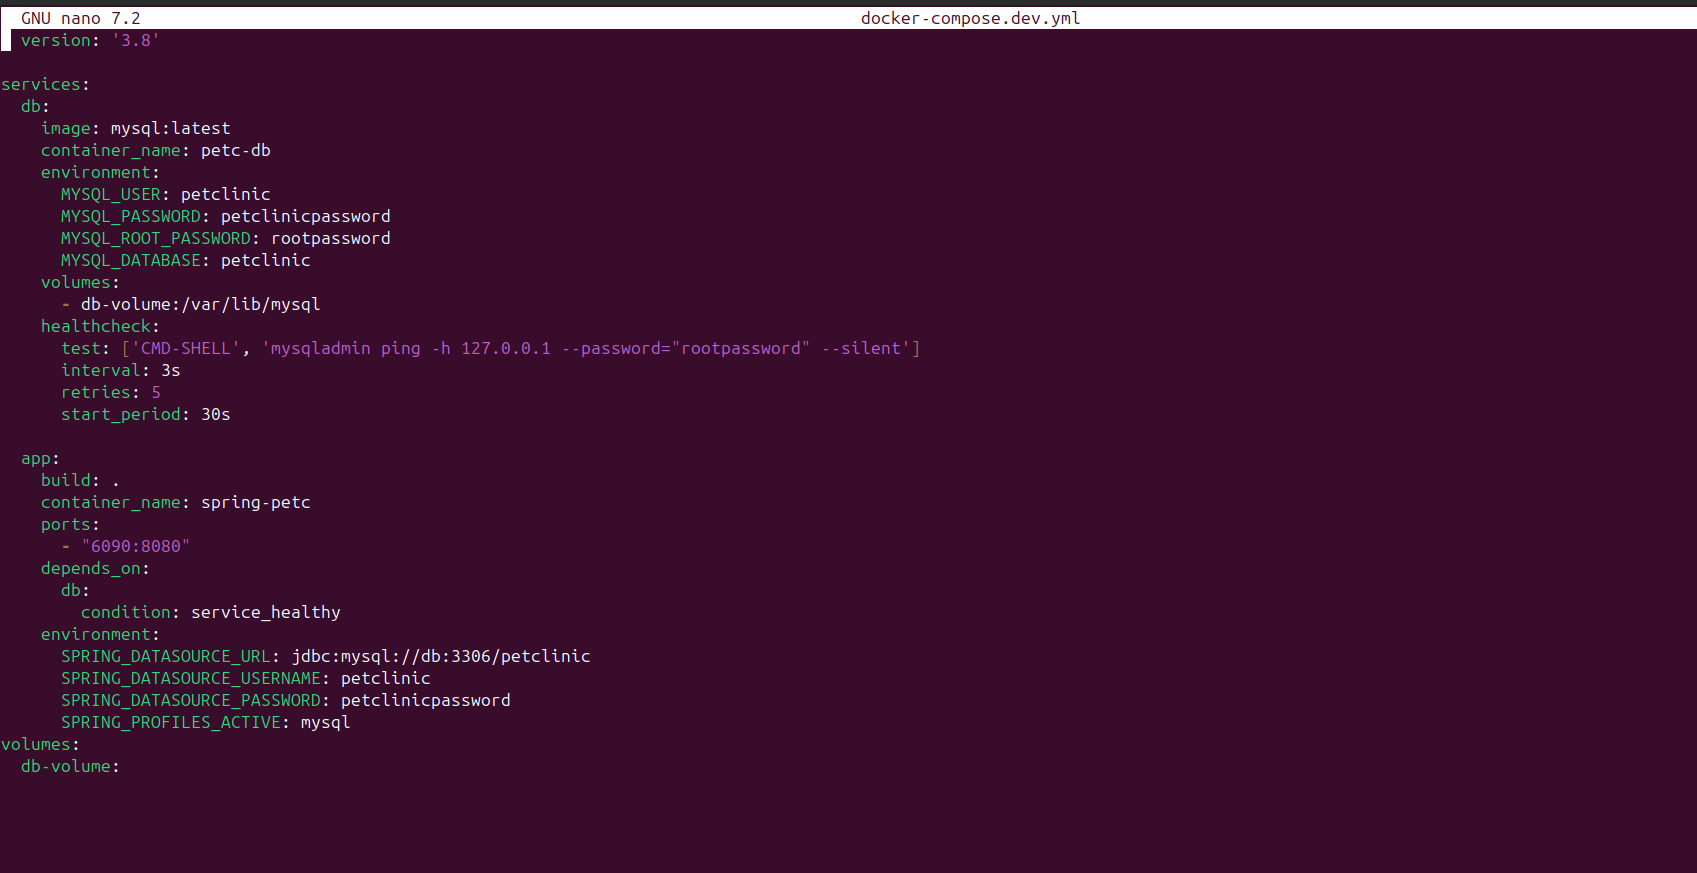 GNU nano 7.2 docker-compose.dev.yml
  version: '3.8'

services:
  db:
    image: mysql:latest
    container_name: petc-db
    environment:
      MYSQL_USER: petclinic
      MYSQL_PASSWORD: petclinicpassword
      MYSQL_ROOT_PASSWORD: rootpassword
      MYSQL_DATABASE: petclinic
    volumes:
      - db-volume:/var/lib/mysql
    healthcheck:
      test: ['CMD-SHELL', 'mysqladmin ping -h 127.0.0.1 --password="rootpassword" --silent']
      interval: 3s
      retries: 5
      start_period: 30s

  app:
    build: .
    container_name: spring-petc
    ports:
      - "6090:8080"
    depends_on:
      db:
        condition: service_healthy
    environment:
      SPRING_DATASOURCE_URL: jdbc:mysql://db:3306/petclinic
      SPRING_DATASOURCE_USERNAME: petclinic
      SPRING_DATASOURCE_PASSWORD: petclinicpassword
      SPRING_PROFILES_ACTIVE: mysql
volumes:
  db-volume: